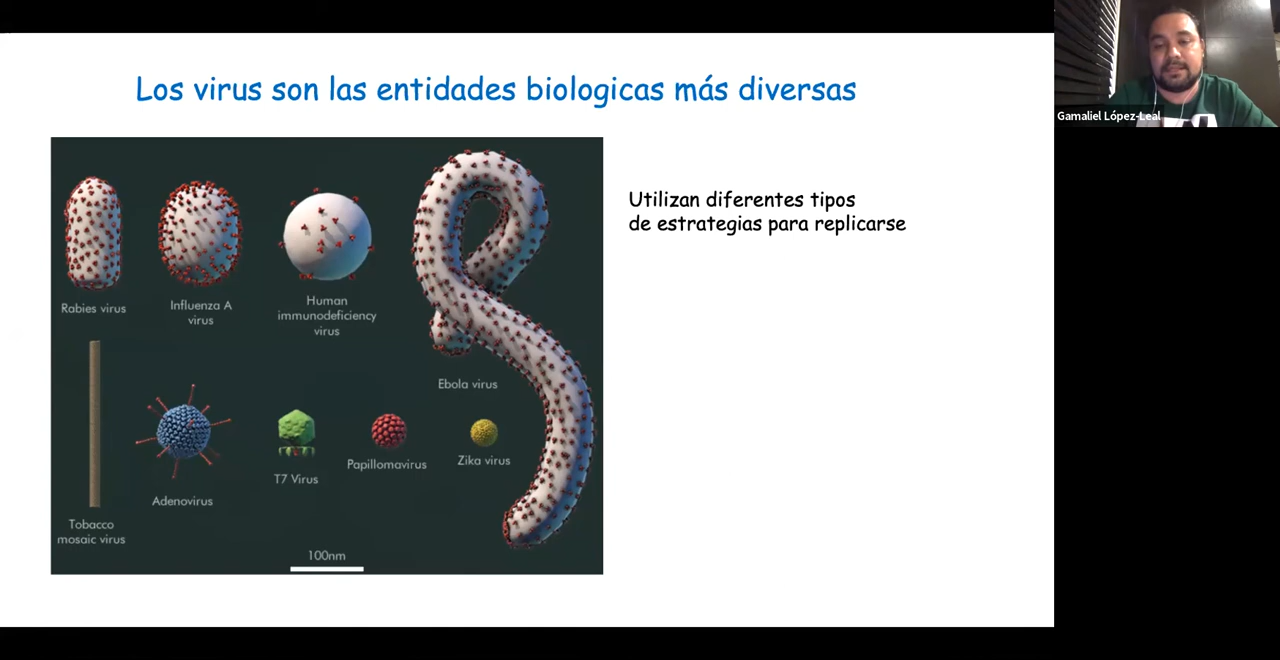 Los virus son las entidades biologicas más diversas
Gamaliel López-Leal
Utilizan diferentes tipos
de estrategias para replicarse
Rabies virus
Influenza A
virus
Human
immunodeficiency
virus
Ebola virus
Tobacco
mosaic virus
Adenovirus
T7 Virus
Papillomavirus
Zika virus
100nm